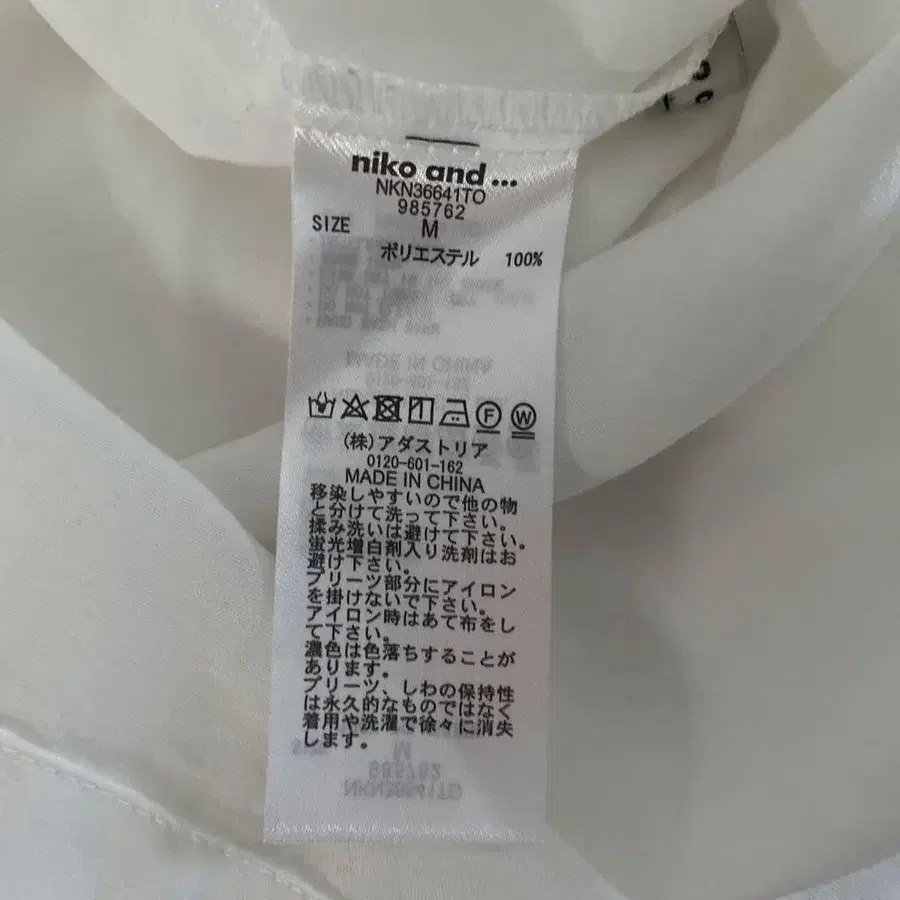 niko and ...
NKN36641TO
985762
SIZE M
ポリエステル 100%
F W
(株)アダストリア
0120-601-162
MADE IN CHINA
移染しやすいので他の物
と分けて洗って下さい。
揉み洗いは避けて下さい。
蛍光増白剤入り洗剤はお
避け下さい。
プリーツ部分にアイロン
を掛けないで下さい。
アイロン時はあて布をし
て下さい。
濃色は色落ちすることが
あります。
プリーツ、しわの保持性
は永久的なものではなく
着用や洗濯で徐々に消失
します。